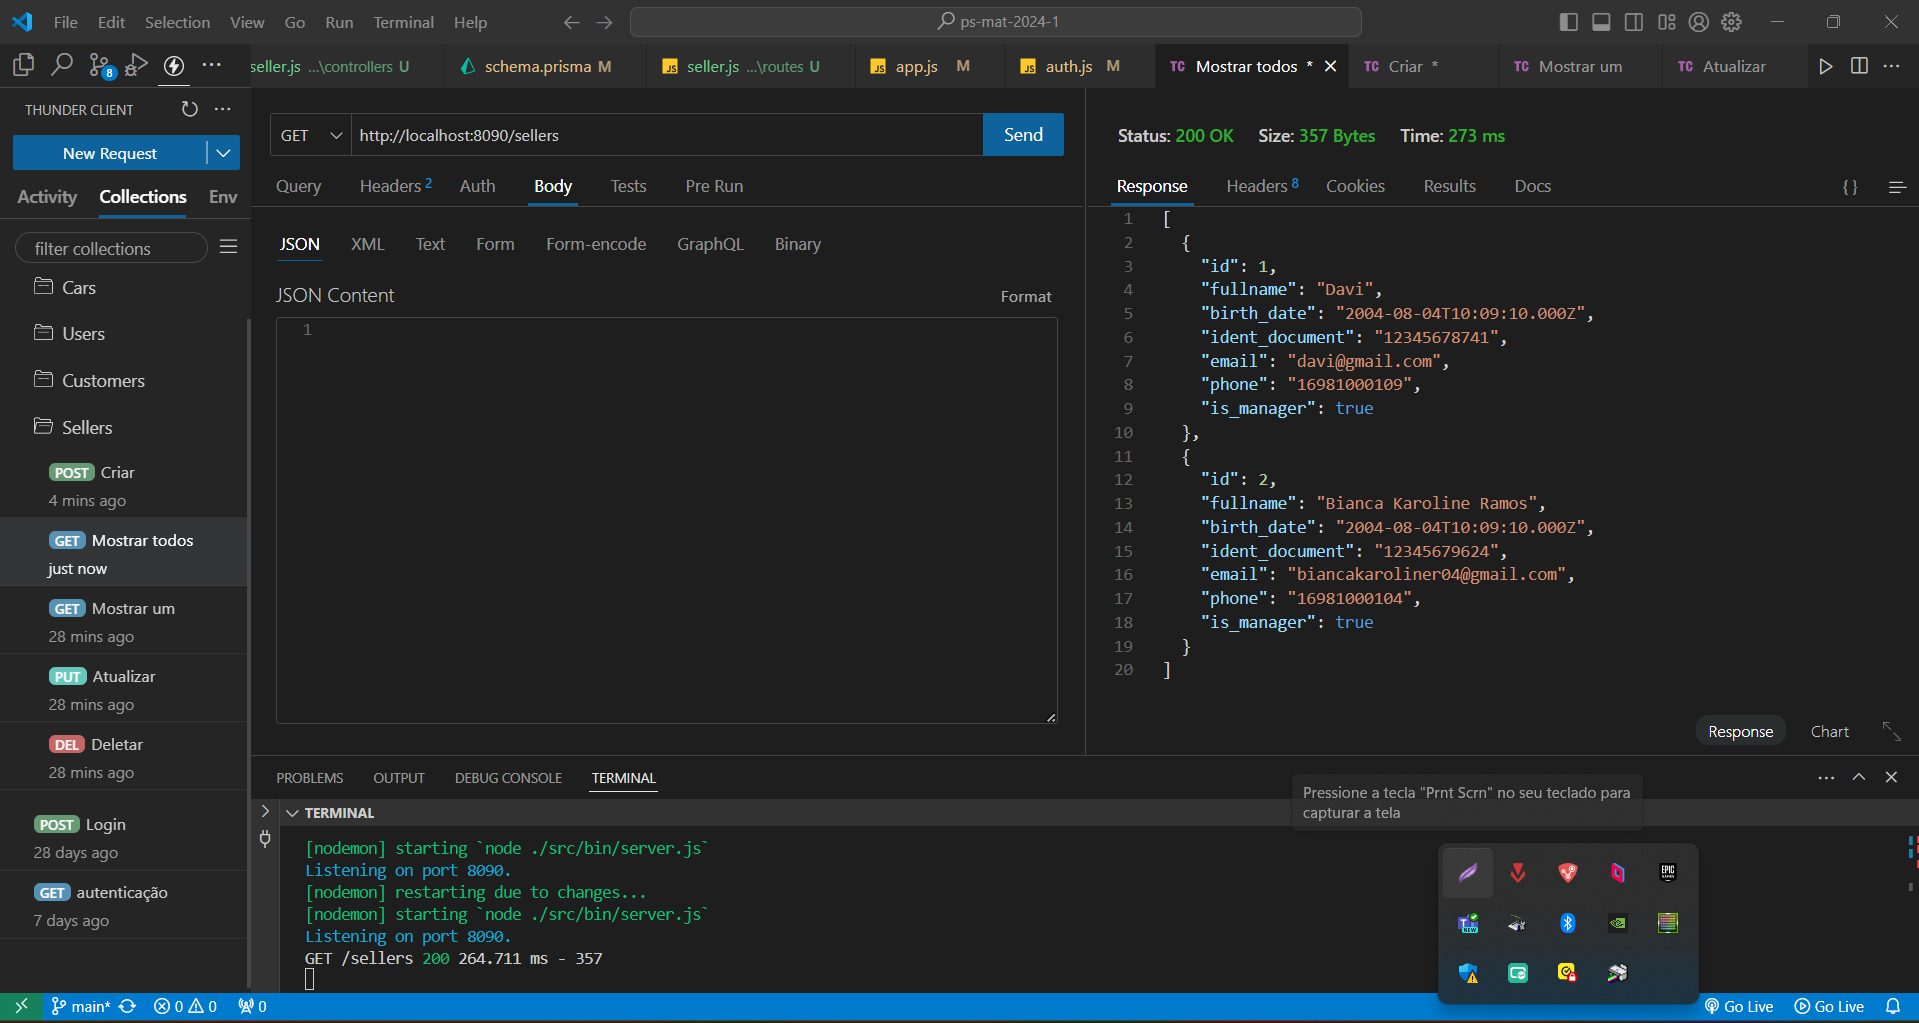 File Edit Selection View Go Run Terminal Help
ps-mat-2024-1
8
seller.js ...\controllers U
schema.prisma M
JS seller.js ...\routes U
JS app.js M
JS auth.js M
TC Mostrar todos *
TC Criar *
TC Mostrar um
TC Atualizar
THUNDER CLIENT
New Request
Activity Collections Env
filter collections
Cars
Users
Customers
Sellers
POST Criar
4 mins ago
GET Mostrar todos
just now
GET Mostrar um
28 mins ago
PUT Atualizar
28 mins ago
DEL Deletar
28 mins ago
POST Login
28 days ago
GET autenticação
7 days ago
GET http://localhost:8090/sellers Send
Query Headers 2 Auth Body Tests Pre Run
JSON XML Text Form Form-encode GraphQL Binary
JSON Content Format
1
Status: 200 OK Size: 357 Bytes Time: 273 ms
Response Headers 8 Cookies Results Docs {}
1 [
2 {
3 "id": 1,
4 "fullname": "Davi",
5 "birth_date": "2004-08-04T10:09:10.000Z",
6 "ident_document": "12345678741",
7 "email": "davi@gmail.com",
8 "phone": "16981000109",
9 "is_manager": true
10 },
11 {
12 "id": 2,
13 "fullname": "Bianca Karoline Ramos",
14 "birth_date": "2004-08-04T10:09:10.000Z",
15 "ident_document": "12345679624",
16 "email": "biancakaroliner04@gmail.com",
17 "phone": "16981000104",
18 "is_manager": true
19 }
20 ]
Response Chart
PROBLEMS OUTPUT DEBUG CONSOLE TERMINAL
TERMINAL
[nodemon] starting `node ./src/bin/server.js`
Listening on port 8090.
[nodemon] restarting due to changes...
[nodemon] starting `node ./src/bin/server.js`
Listening on port 8090.
GET /sellers 200 264.711 ms - 357
Pressione a tecla "Prnt Scrn" no seu teclado para
capturar a tela
EPIC
GAMES
NEW
main* 0 0 0
Go Live Go Live